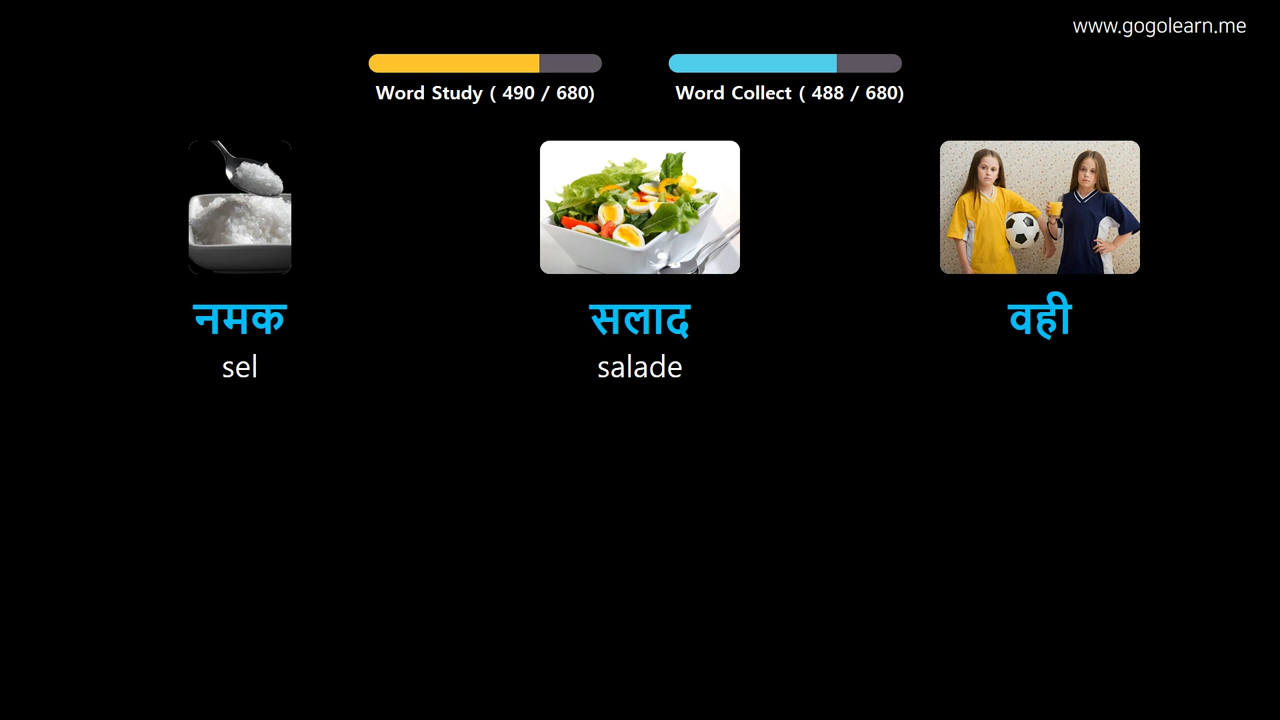 www.gogolearn.me
Word Study ( 490 / 680)
Word Collect ( 488 / 680)
नमक
सलाद
वही
sel
salade